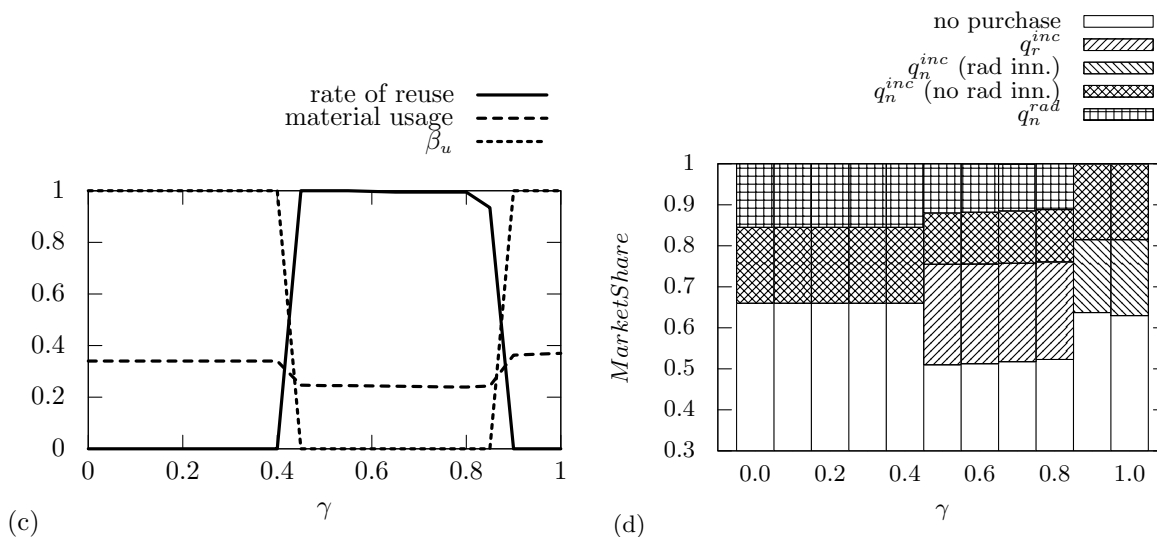 rate of reuse
material usage
β_u
1
0.8
0.6
0.4
0.2
0
0 0.2 0.4 0.6 0.8 1
γ
(c)
no purchase
q_r^{inc}
q_n^{inc} (rad inn.)
q_n^{inc} (no rad inn.)
q_n^{rad}
MarketShare
1
0.9
0.8
0.7
0.6
0.5
0.4
0.3
0.0 0.2 0.4 0.6 0.8 1.0
γ
(d)